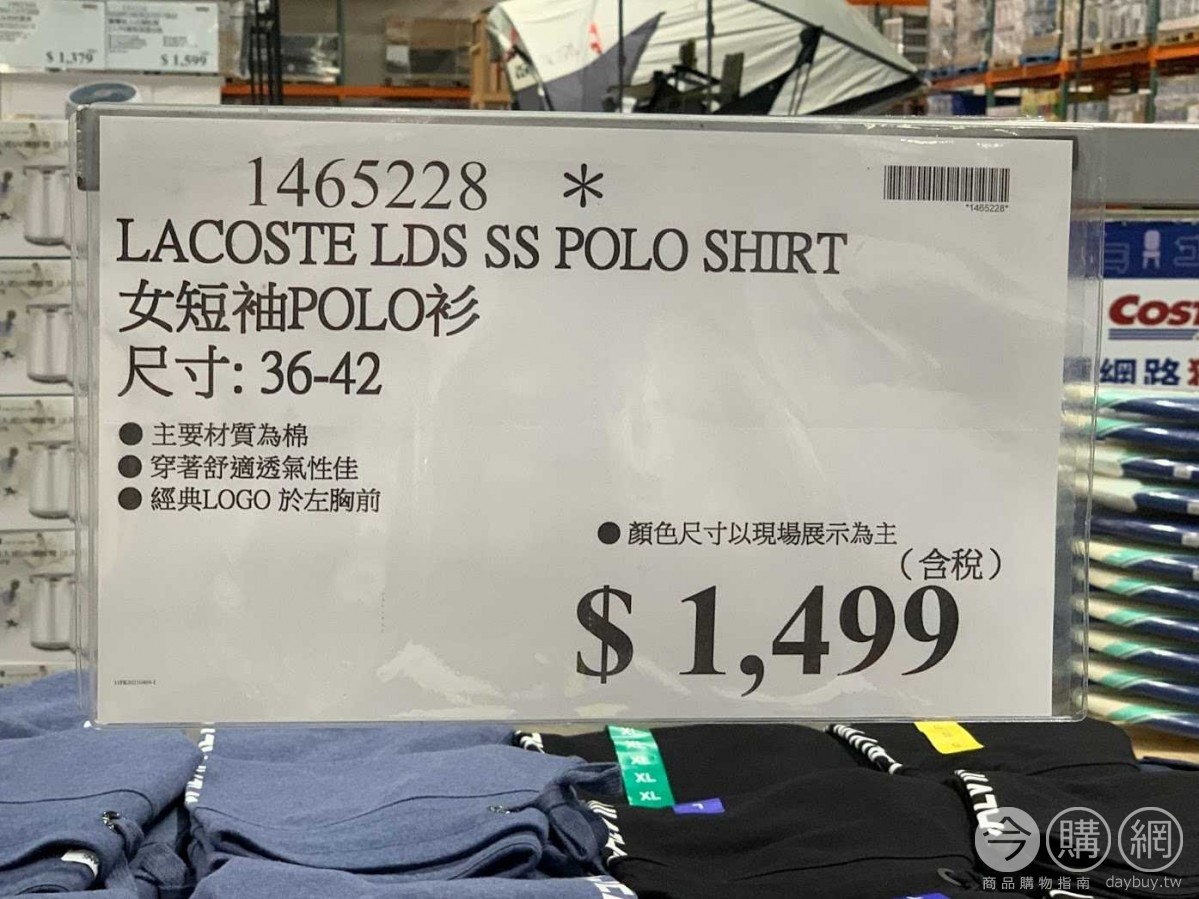 $ 1,379
$ 1,599
1465228 *
*1465228*
LACOSTE LDS SS POLO SHIRT
女短袖POLO衫
尺寸: 36-42
● 主要材質為棉
● 穿著舒適透氣性佳
● 經典LOGO 於左胸前
● 顏色尺寸以現場展示為主
（含稅）
$ 1,499
網路
XL
XL
XL
XL
XL
L
今購網
商品購物指南 daybuy.tw